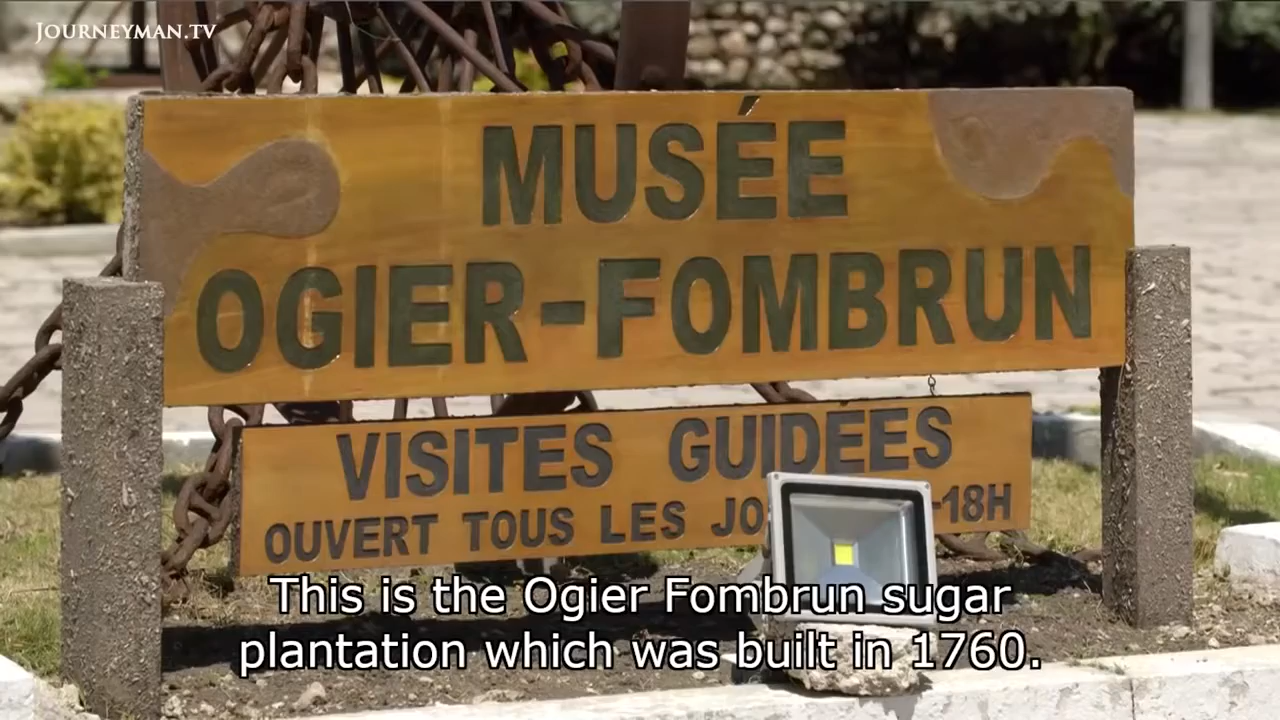 JOURNEYMAN.TV
MUSÉE
OGIER-FOMBRUN
VISITES GUIDÉES
OUVERT TOUS LES -18H
This is the Ogier Fombrun sugar
plantation which was built in 1760.